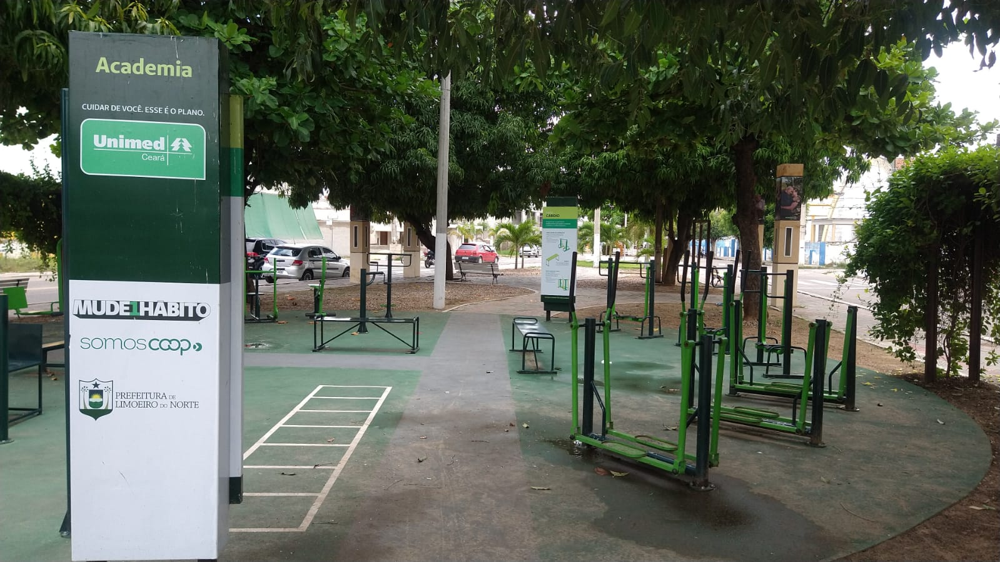 Academia
CUIDAR DE VOCÊ. ESSE É O PLANO.
Unimed
Ceará
MUDE1HÁBITO
somoscoop
PREFEITURA DE
LIMOEIRO DO NORTE
CARDIO